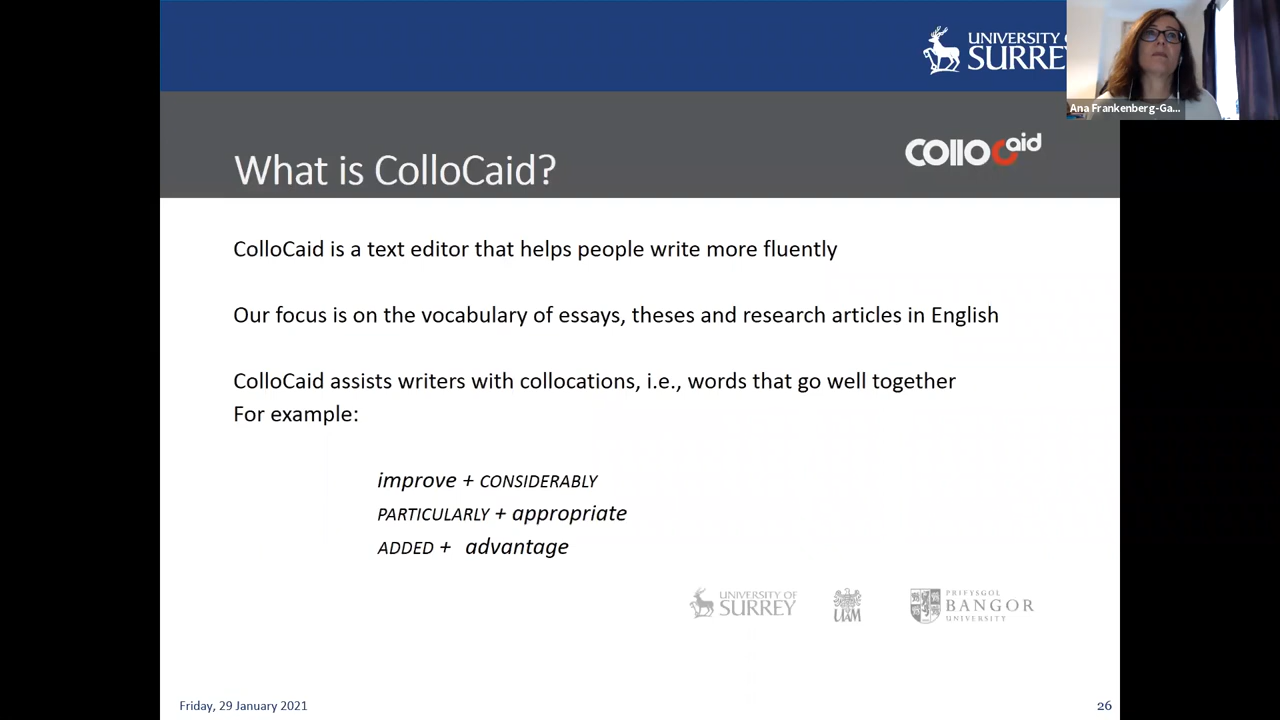 UNIVERSITY OF
SURREY
Ana Frankenberg-Ga...
What is ColloCaid?
colloCaid
ColloCaid is a text editor that helps people write more fluently
Our focus is on the vocabulary of essays, theses and research articles in English
ColloCaid assists writers with collocations, i.e., words that go well together
For example:
improve + CONSIDERABLY
PARTICULARLY + appropriate
ADDED + advantage
UNIVERSITY OF
SURREY
UAM
PRIFYSGOL
BANGOR
UNIVERSITY
Friday, 29 January 2021
26